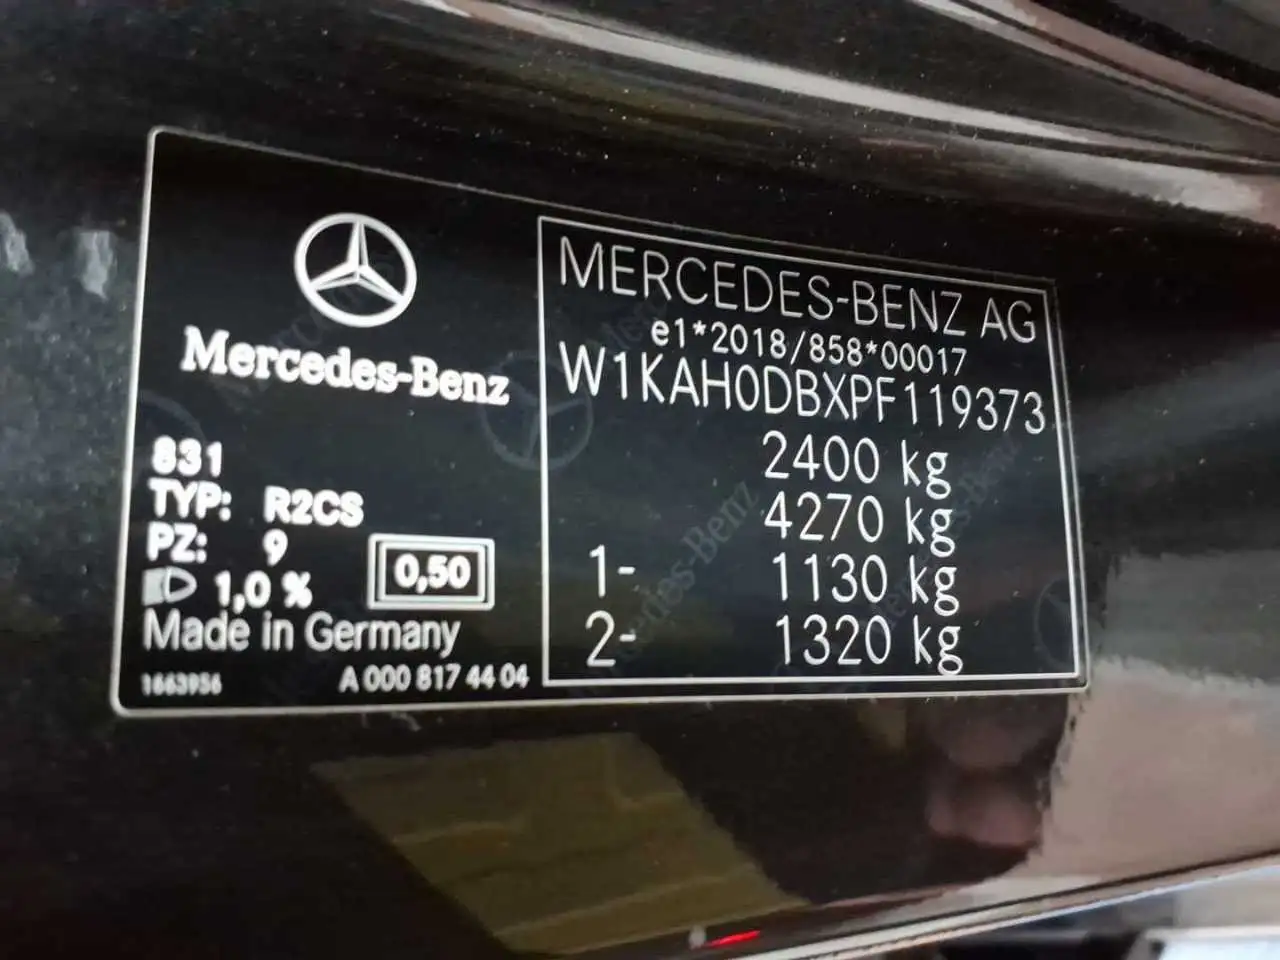 Mercedes-Benz
831
TYP: R2CS
PZ: 9
1,0 %
0,50
Made in Germany
1663956
A 000 817 44 04
MERCEDES-BENZ AG
e1*2018/858*00017
W1KAH0DBXPF119373
2400 kg
4270 kg
1- 1130 kg
2- 1320 kg